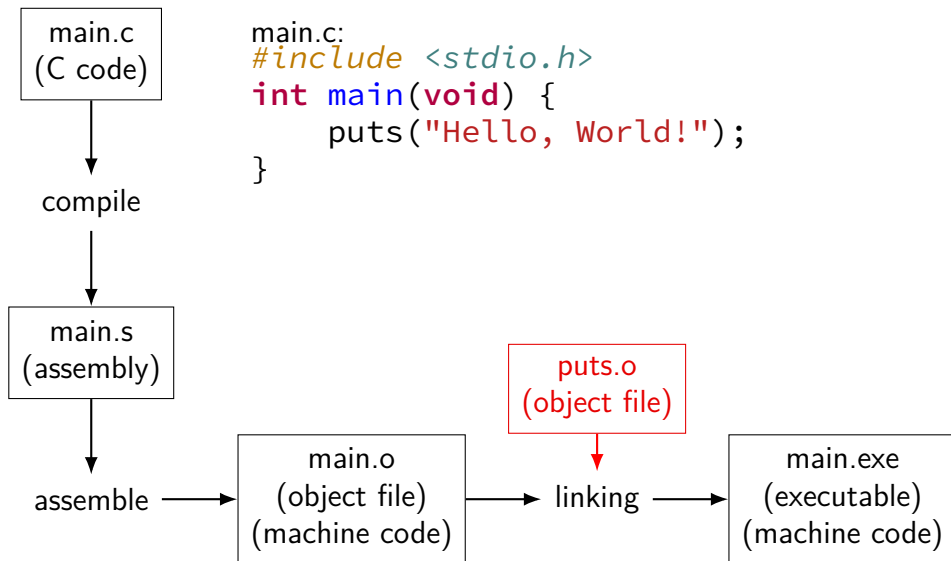 main.c
(C code)
main.c:
#include <stdio.h>
int main(void) {
    puts("Hello, World!");
}
compile
main.s
(assembly)
puts.o
(object file)
assemble
main.o
(object file)
(machine code)
linking
main.exe
(executable)
(machine code)